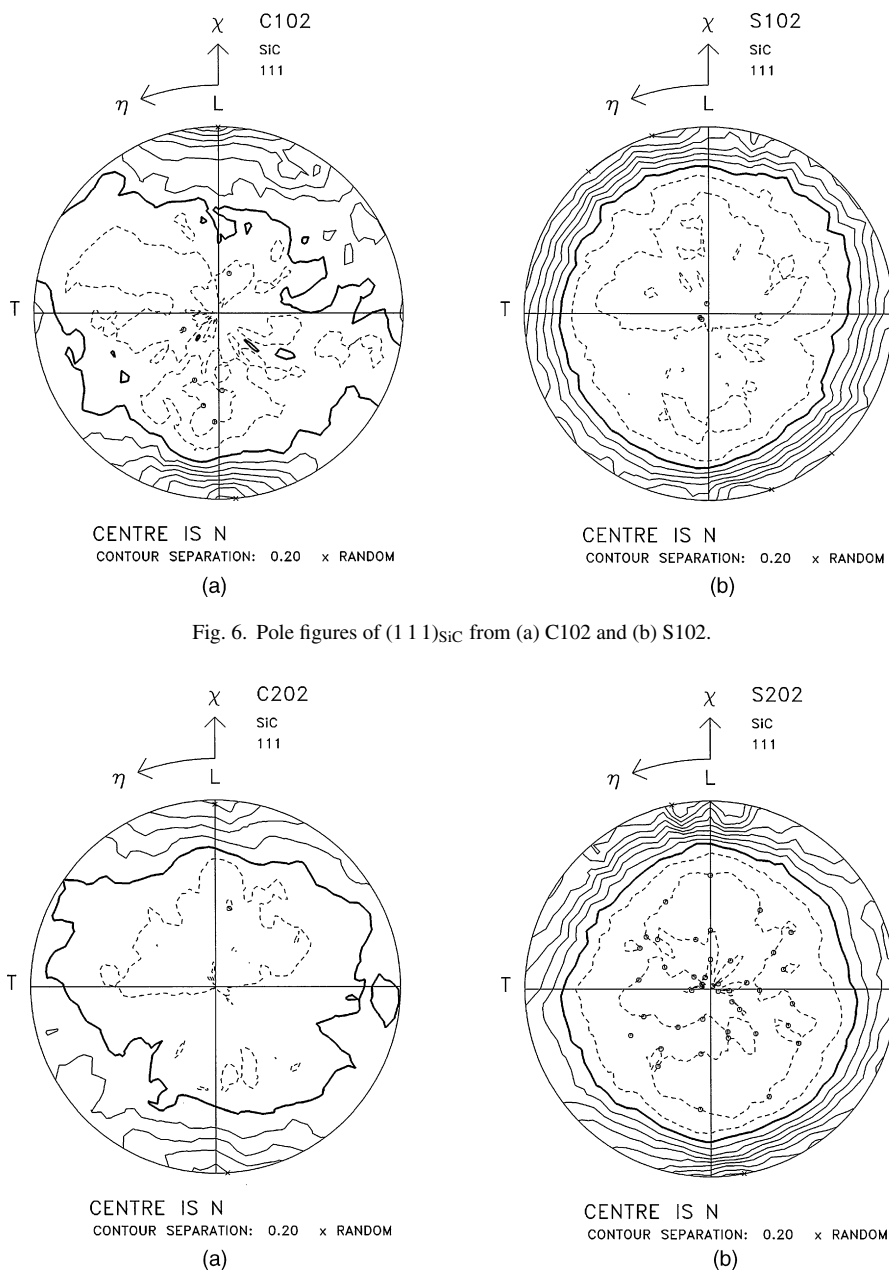 χ C102
SiC
111
η L
T
CENTRE IS N
CONTOUR SEPARATION: 0.20 x RANDOM
(a)
χ S102
SiC
111
η L
T
CENTRE IS N
CONTOUR SEPARATION: 0.20 x RANDOM
(b)
Fig. 6. Pole figures of (1 1 1)SiC from (a) C102 and (b) S102.
χ C202
SiC
111
η L
T
CENTRE IS N
CONTOUR SEPARATION: 0.20 x RANDOM
(a)
χ S202
SiC
111
η L
T
CENTRE IS N
CONTOUR SEPARATION: 0.20 x RANDOM
(b)